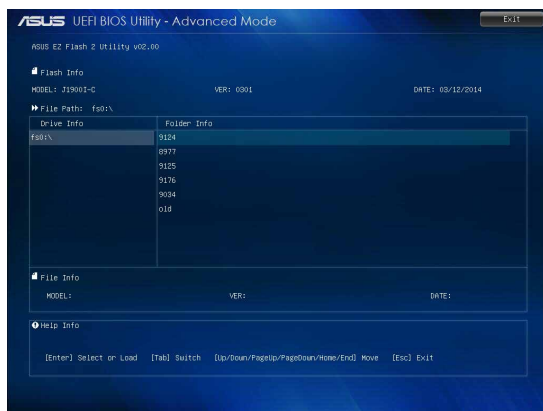 ASUS UEFI BIOS Utility - Advanced Mode Exit
ASUS EZ Flash 2 Utility v02.00
Flash Info
MODEL: J1900I-C VER: 0301 DATE: 03/12/2014
File Path: fs0:\
Drive Info Folder Info
fs0:\ 9124
8977
9125
9176
9034
old
File Info
MODEL: VER: DATE:
Help Info
[Enter] Select or Load [Tab] Switch [Up/Down/PageUp/PageDown/Home/End] Move [Esc] Exit